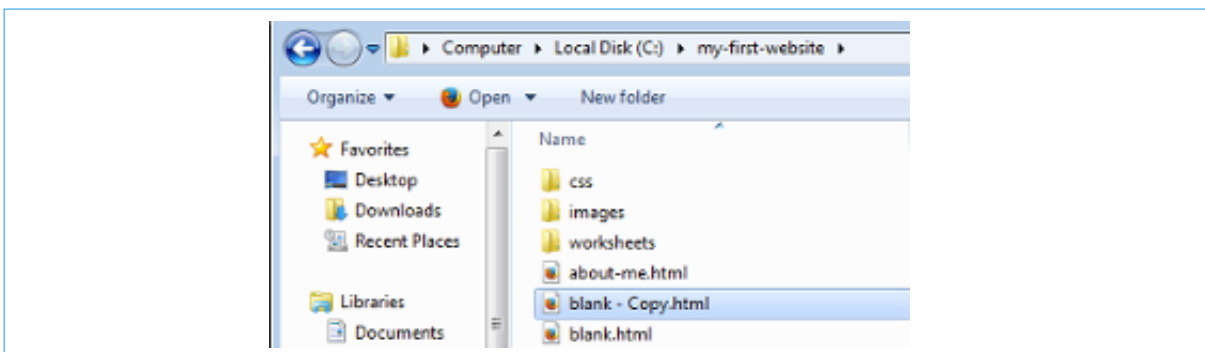 Computer Local Disk (C:) my-first-website
Organize Open New folder
Favorites
Desktop
Downloads
Recent Places
Libraries
Documents
Name
css
images
worksheets
about-me.html
blank - Copy.html
blank.html